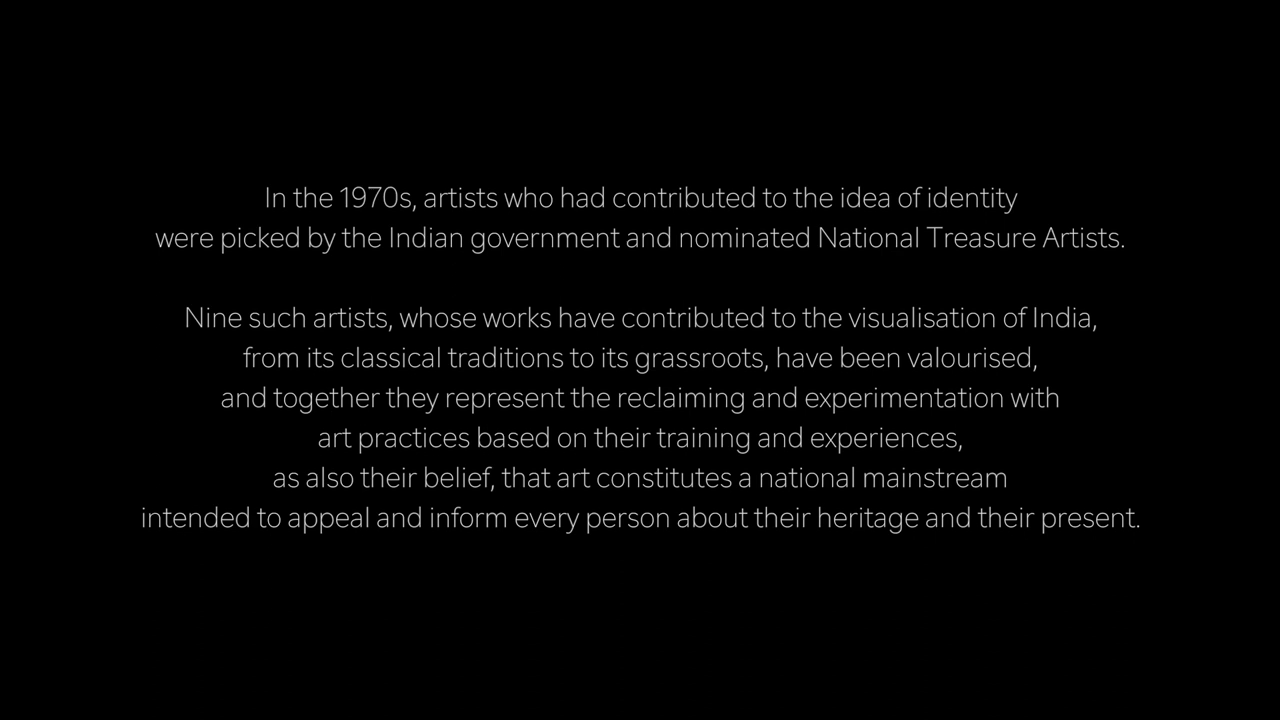 In the 1970s, artists who had contributed to the idea of identity
were picked by the Indian government and nominated National Treasure Artists.
Nine such artists, whose works have contributed to the visualisation of India,
from its classical traditions to its grassroots, have been valourised,
and together they represent the reclaiming and experimentation with
art practices based on their training and experiences,
as also their belief, that art constitutes a national mainstream
intended to appeal and inform every person about their heritage and their present.